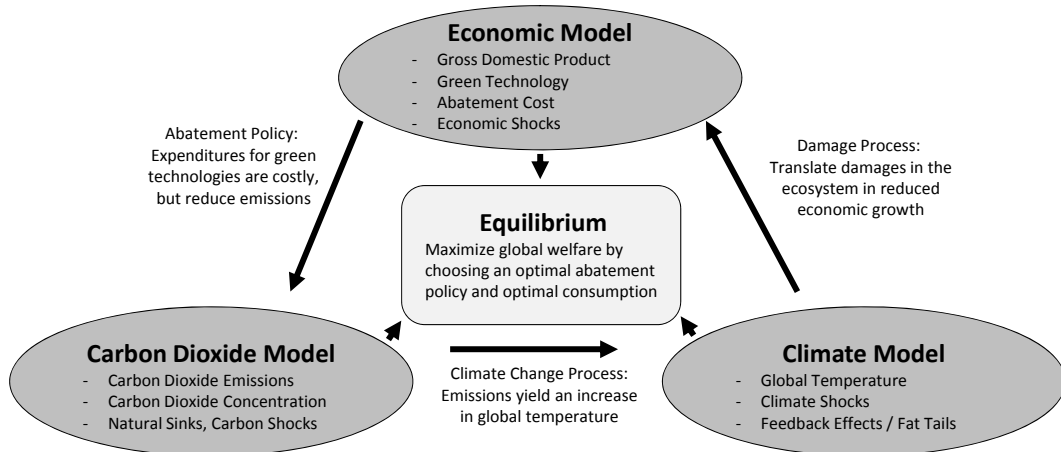 Economic Model
- Gross Domestic Product
- Green Technology
- Abatement Cost
- Economic Shocks
Abatement Policy:
Expenditures for green
technologies are costly,
but reduce emissions
Damage Process:
Translate damages in the
ecosystem in reduced
economic growth
Equilibrium
Maximize global welfare by
choosing an optimal abatement
policy and optimal consumption
Carbon Dioxide Model
- Carbon Dioxide Emissions
- Carbon Dioxide Concentration
- Natural Sinks, Carbon Shocks
Climate Change Process:
Emissions yield an increase
in global temperature
Climate Model
- Global Temperature
- Climate Shocks
- Feedback Effects / Fat Tails